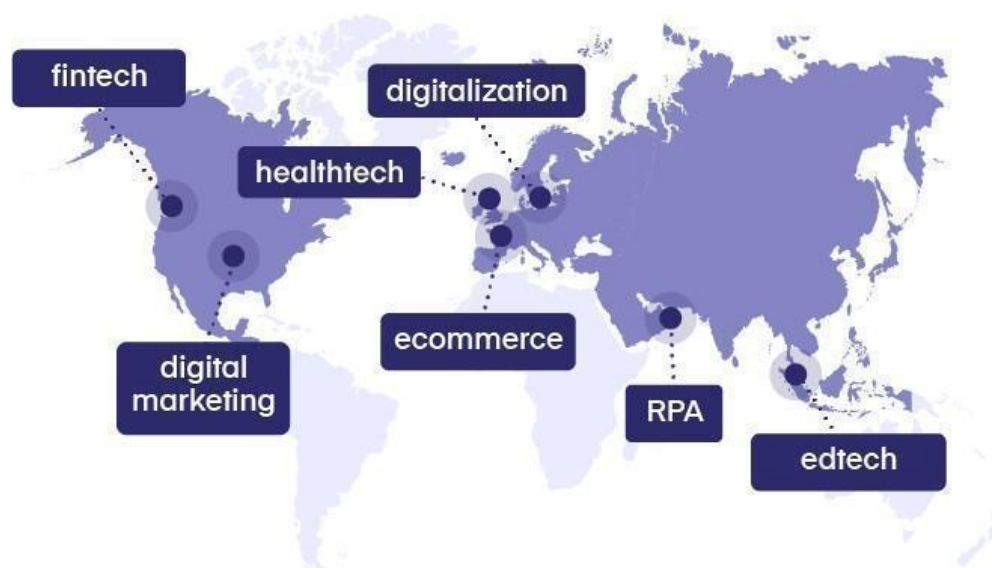 fintech
digitalization
healthtech
ecommerce
digital
marketing
RPA
edtech